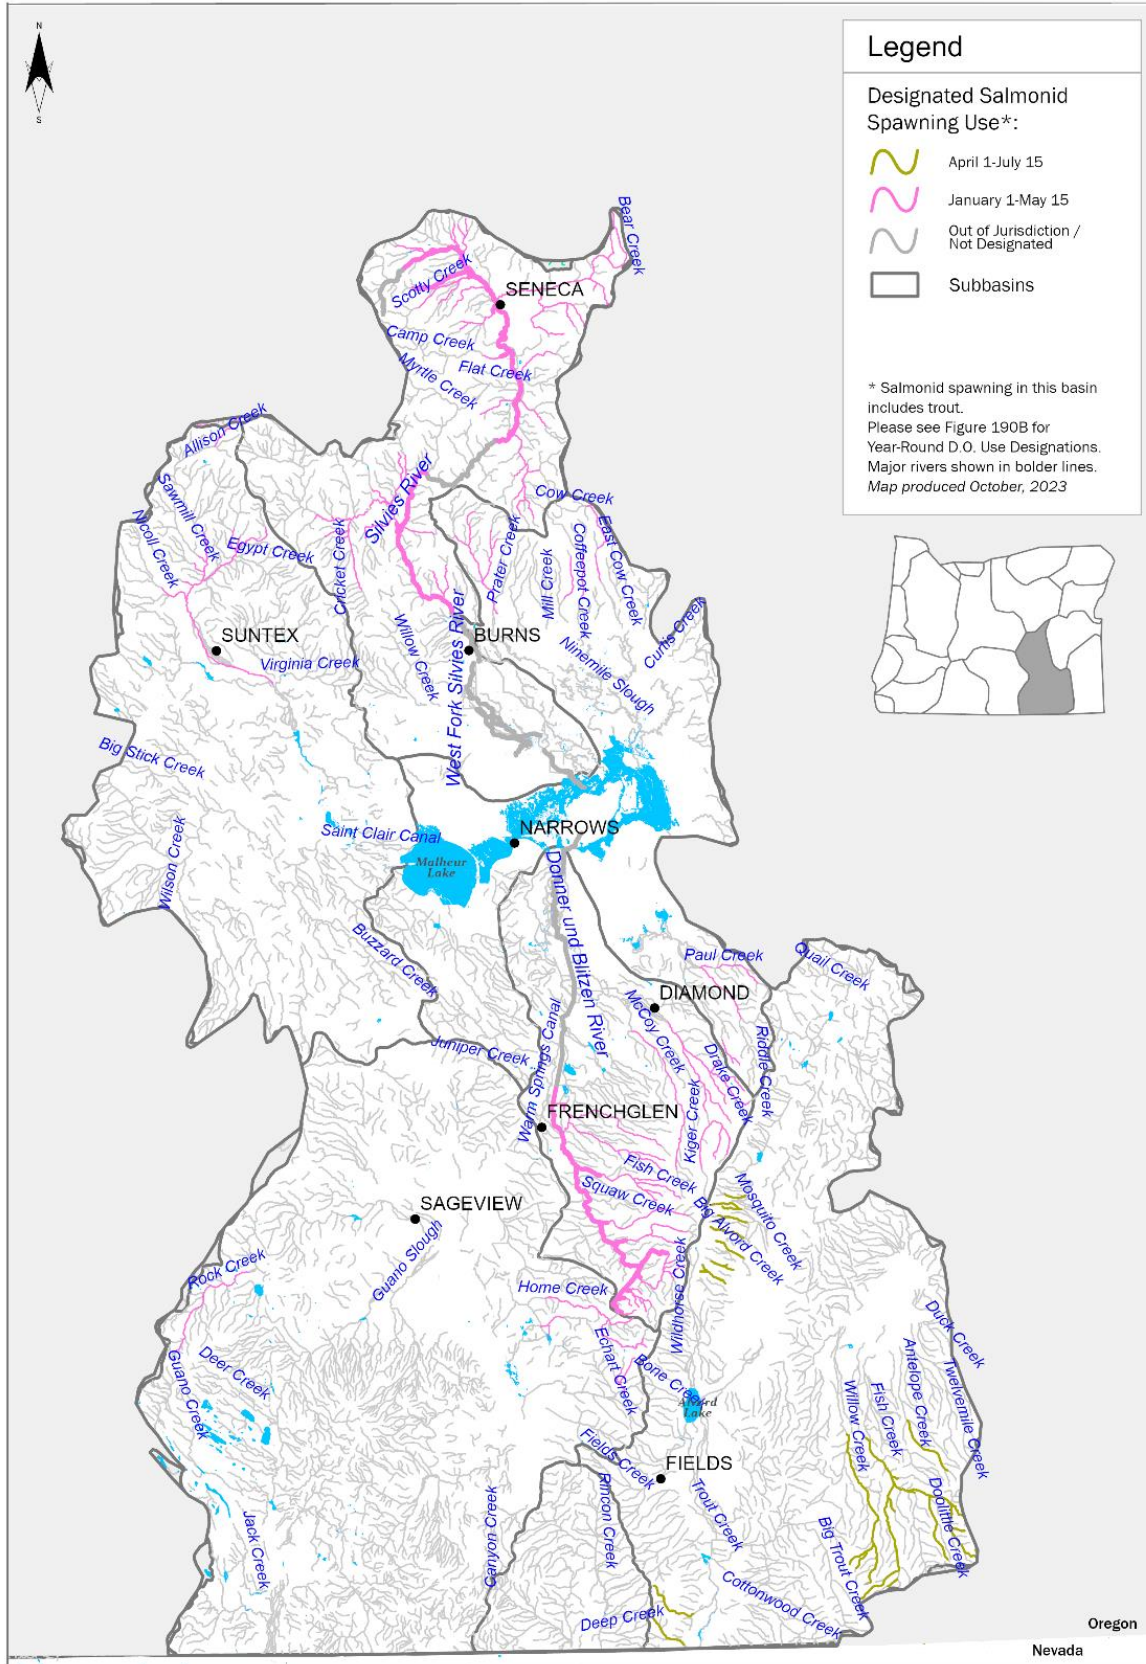 N
S
Legend
Designated Salmonid
Spawning Use*:
April 1-July 15
January 1-May 15
Out of Jurisdiction /
Not Designated
Subbasins
* Salmonid spawning in this basin
includes trout.
Please see Figure 190B for
Year-Round D.O. Use Designations.
Major rivers shown in bolder lines.
Map produced October, 2023
Bear Creek
Scotty Creek
SENECA
Camp Creek
Flat Creek
Myrtle Creek
Allison Creek
Silvies River
Sawmill Creek
Nicoll Creek
Egypt Creek
Cricket Creek
Cow Creek
Prater Creek
Mill Creek
Coffeepot Creek
East Cow Creek
Curtis Creek
SUNTEX
Virginia Creek
Willow Creek
West Fork Silvies River
BURNS
Ninemile Slough
Big Stick Creek
Wilson Creek
Saint Clair Canal
NARROWS
Malheur
Lake
Donner und Blitzen River
Buzzard Creek
Paul Creek
Quail Creek
DIAMOND
McCoy Creek
Drake Creek
Riddle Creek
Kiger Creek
Juniper Creek
Warm Springs Canal
FRENCHGLEN
Fish Creek
Squaw Creek
Mosquito Creek
Big Alvord Creek
SAGEVIEW
Guano Slough
Rock Creek
Home Creek
Wildhorse Creek
Echart Creek
Bone Creek
Alvord
Lake
Deer Creek
Guano Creek
Duck Creek
Antelope Creek
Twelvemile Creek
Fish Creek
Willow Creek
Fields Creek
FIELDS
Rincon Creek
Trout Creek
Canyon Creek
Jack Creek
Doolittle Creek
Big Trout Creek
Cottonwood Creek
Deep Creek
Oregon
Nevada